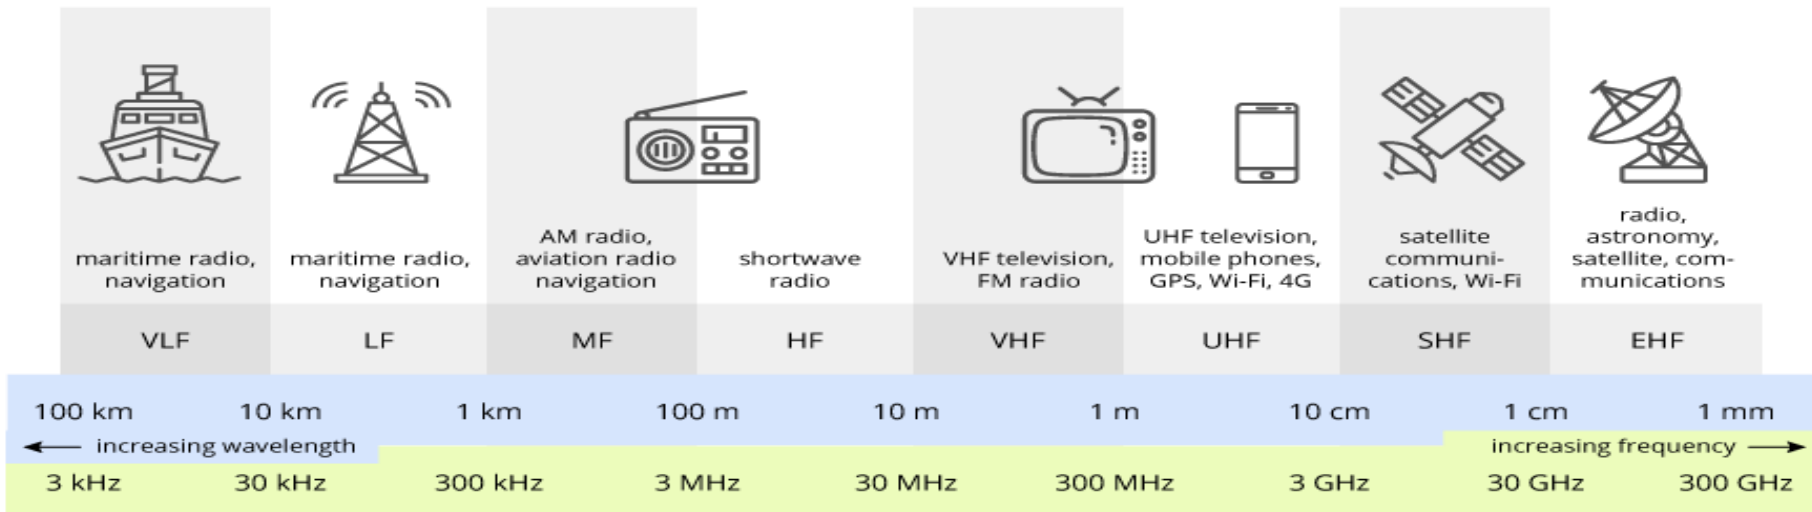 maritime radio,
navigation
maritime radio,
navigation
AM radio,
aviation radio
navigation
shortwave
radio
VHF television,
FM radio
UHF television,
mobile phones,
GPS, Wi-Fi, 4G
satellite
communi-
cations, Wi-Fi
radio,
astronomy,
satellite, com-
munications
VLF LF MF HF VHF UHF SHF EHF
100 km 10 km 1 km 100 m 10 m 1 m 10 cm 1 cm 1 mm
increasing wavelength increasing frequency
3 kHz 30 kHz 300 kHz 3 MHz 30 MHz 300 MHz 3 GHz 30 GHz 300 GHz